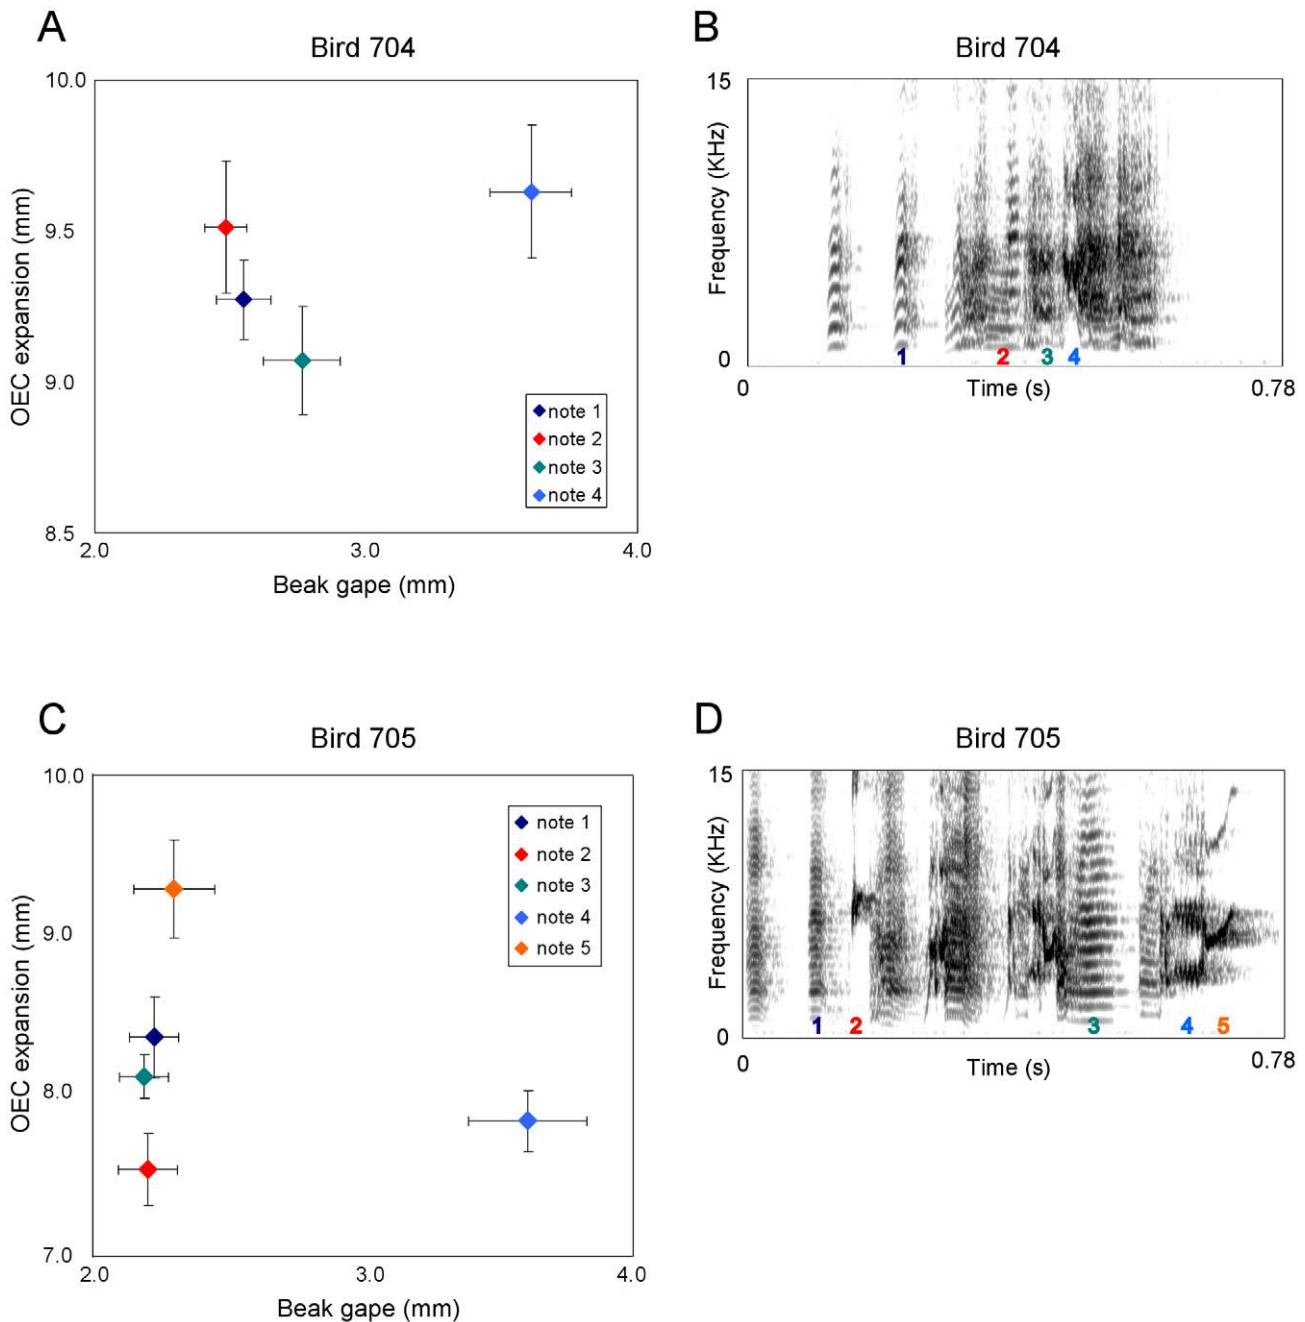 A
Bird 704
10.0
9.5
9.0
8.5
OEC expansion (mm)
note 1
note 2
note 3
note 4
2.0 3.0 4.0
Beak gape (mm)
B
Bird 704
15
Frequency (KHz)
0
1 2 3 4
0 Time (s) 0.78
C
Bird 705
10.0
9.0
8.0
7.0
OEC expansion (mm)
note 1
note 2
note 3
note 4
note 5
2.0 3.0 4.0
Beak gape (mm)
D
Bird 705
15
Frequency (KHz)
0
1 2 3 4 5
0 Time (s) 0.78